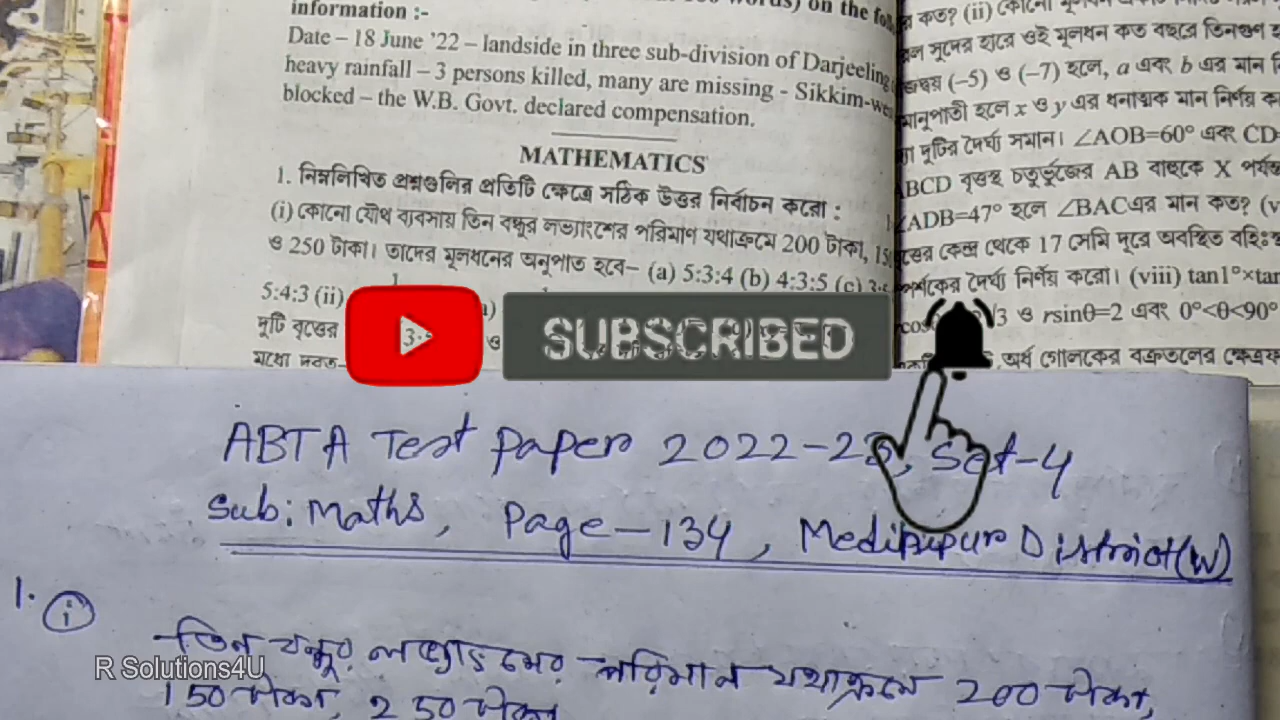 information :-
Date – 18 June '22 – landside in three sub-division of Darjeeling
heavy rainfall – 3 persons killed, many are missing - Sikkim-we
blocked – the W.B. Govt. declared compensation.
MATHEMATICS
1. নিম্নলিখিত প্রশ্নগুলির প্রতিটি ক্ষেত্রে সঠিক উত্তর নির্বাচন করো :
(i) কোনো যৌথ ব্যবসায় তিন বন্ধুর লভ্যাংশের পরিমাণ যথাক্রমে 200 টাকা, 15
ও 250 টাকা। তাদের মূলধনের অনুপাত হবে– (a) 5:3:4 (b) 4:3:5 (c)
5:4:3 (ii)
দুটি বৃত্তের
কত? (ii) কোনো
সুদের হারে ওই মূলধন কত বছরে তিনগুণ
(−5) ও (−7) হলে, a এবং b এর মান
হলে x ও y এর ধনাত্মক মান নির্ণয়
দুটির দৈর্ঘ্য সমান। ∠AOB=60° এবং CD
ABCD বৃত্তস্থ চতুর্ভুজের AB বাহুকে X পর্যন্ত
∠ADB=47° হলে ∠BACএর মান কত? (v
কেন্দ্র থেকে 17 সেমি দূরে অবস্থিত
দৈর্ঘ্য নির্ণয় করো। (viii) tan1°×tan
ও rsinθ=2 এবং 0°<θ<90°
অর্ধ গোলকের বক্রতলের
SUBSCRIBED
ABTA Test Paper 2022-23, Set-4
Sub: Maths, Page-134, Medinipur District(W)
1. (i)
তিন বন্ধুর লভ্যাংশের পরিমান যথাক্রমে 200 টাকা,
150 টাকা, 250 টাকা
R Solutions4U